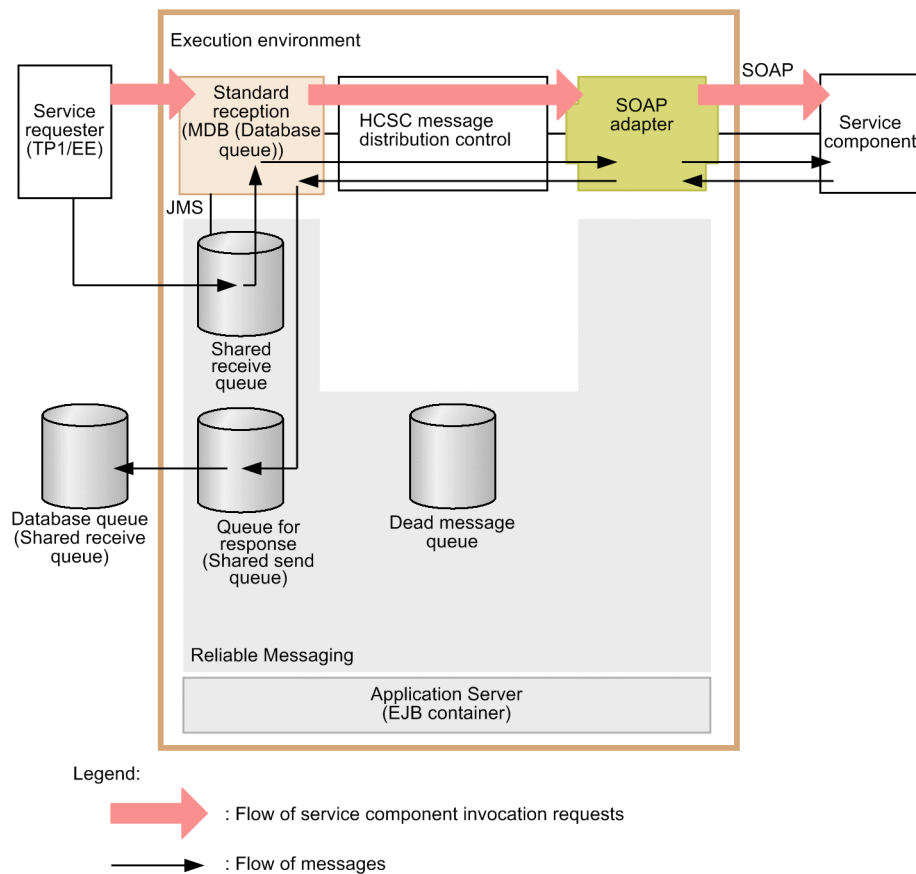 Execution environment
SOAP
Service
requester
(TP1/EE)
Standard
reception
(MDB (Database
queue))
HCSC message
distribution control
SOAP
adapter
Service
component
JMS
Shared
receive
queue
Database queue
(Shared receive
queue)
Queue for
response
(Shared send
queue)
Dead message
queue
Reliable Messaging
Application Server
(EJB container)
Legend:
: Flow of service component invocation requests
: Flow of messages